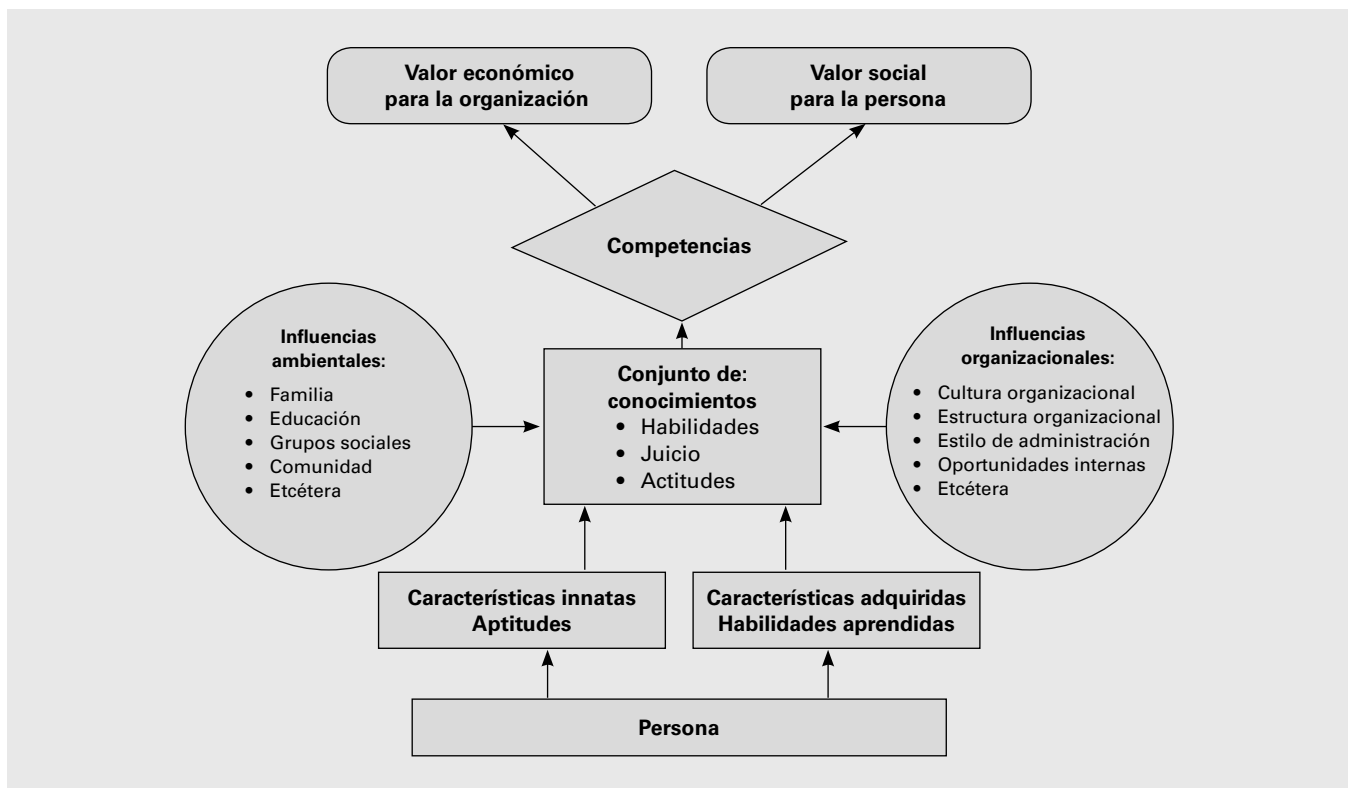 Valor económico
para la organización
Valor social
para la persona
Competencias
Influencias
ambientales:
• Familia
• Educación
• Grupos sociales
• Comunidad
• Etcétera
Conjunto de:
conocimientos
• Habilidades
• Juicio
• Actitudes
Influencias
organizacionales:
• Cultura organizacional
• Estructura organizacional
• Estilo de administración
• Oportunidades internas
• Etcétera
Características innatas
Aptitudes
Características adquiridas
Habilidades aprendidas
Persona